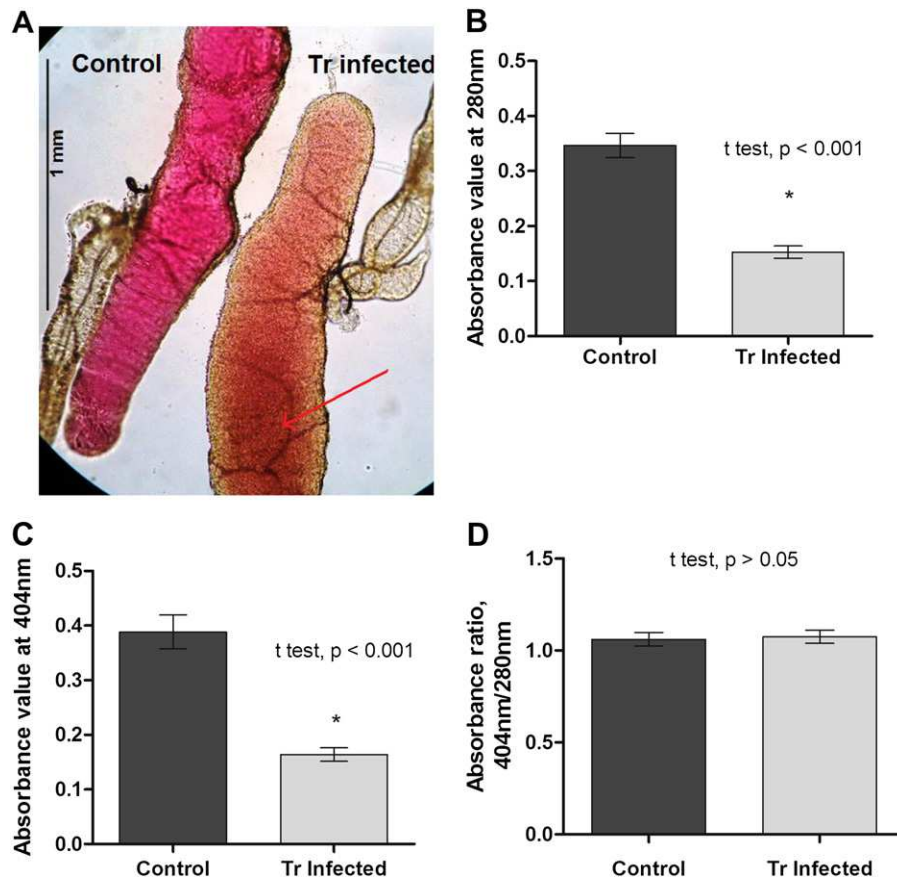 A
Control
Tr infected
1 mm
B
Absorbance value at 280nm
0.5
0.4
0.3
0.2
0.1
0.0
t test, p < 0.001
*
Control
Tr Infected
C
Absorbance value at 404nm
0.5
0.4
0.3
0.2
0.1
0.0
t test, p < 0.001
*
Control
Tr Infected
D
Absorbance ratio,
404nm/280nm
1.5
1.0
0.5
0.0
t test, p > 0.05
Control
Tr Infected